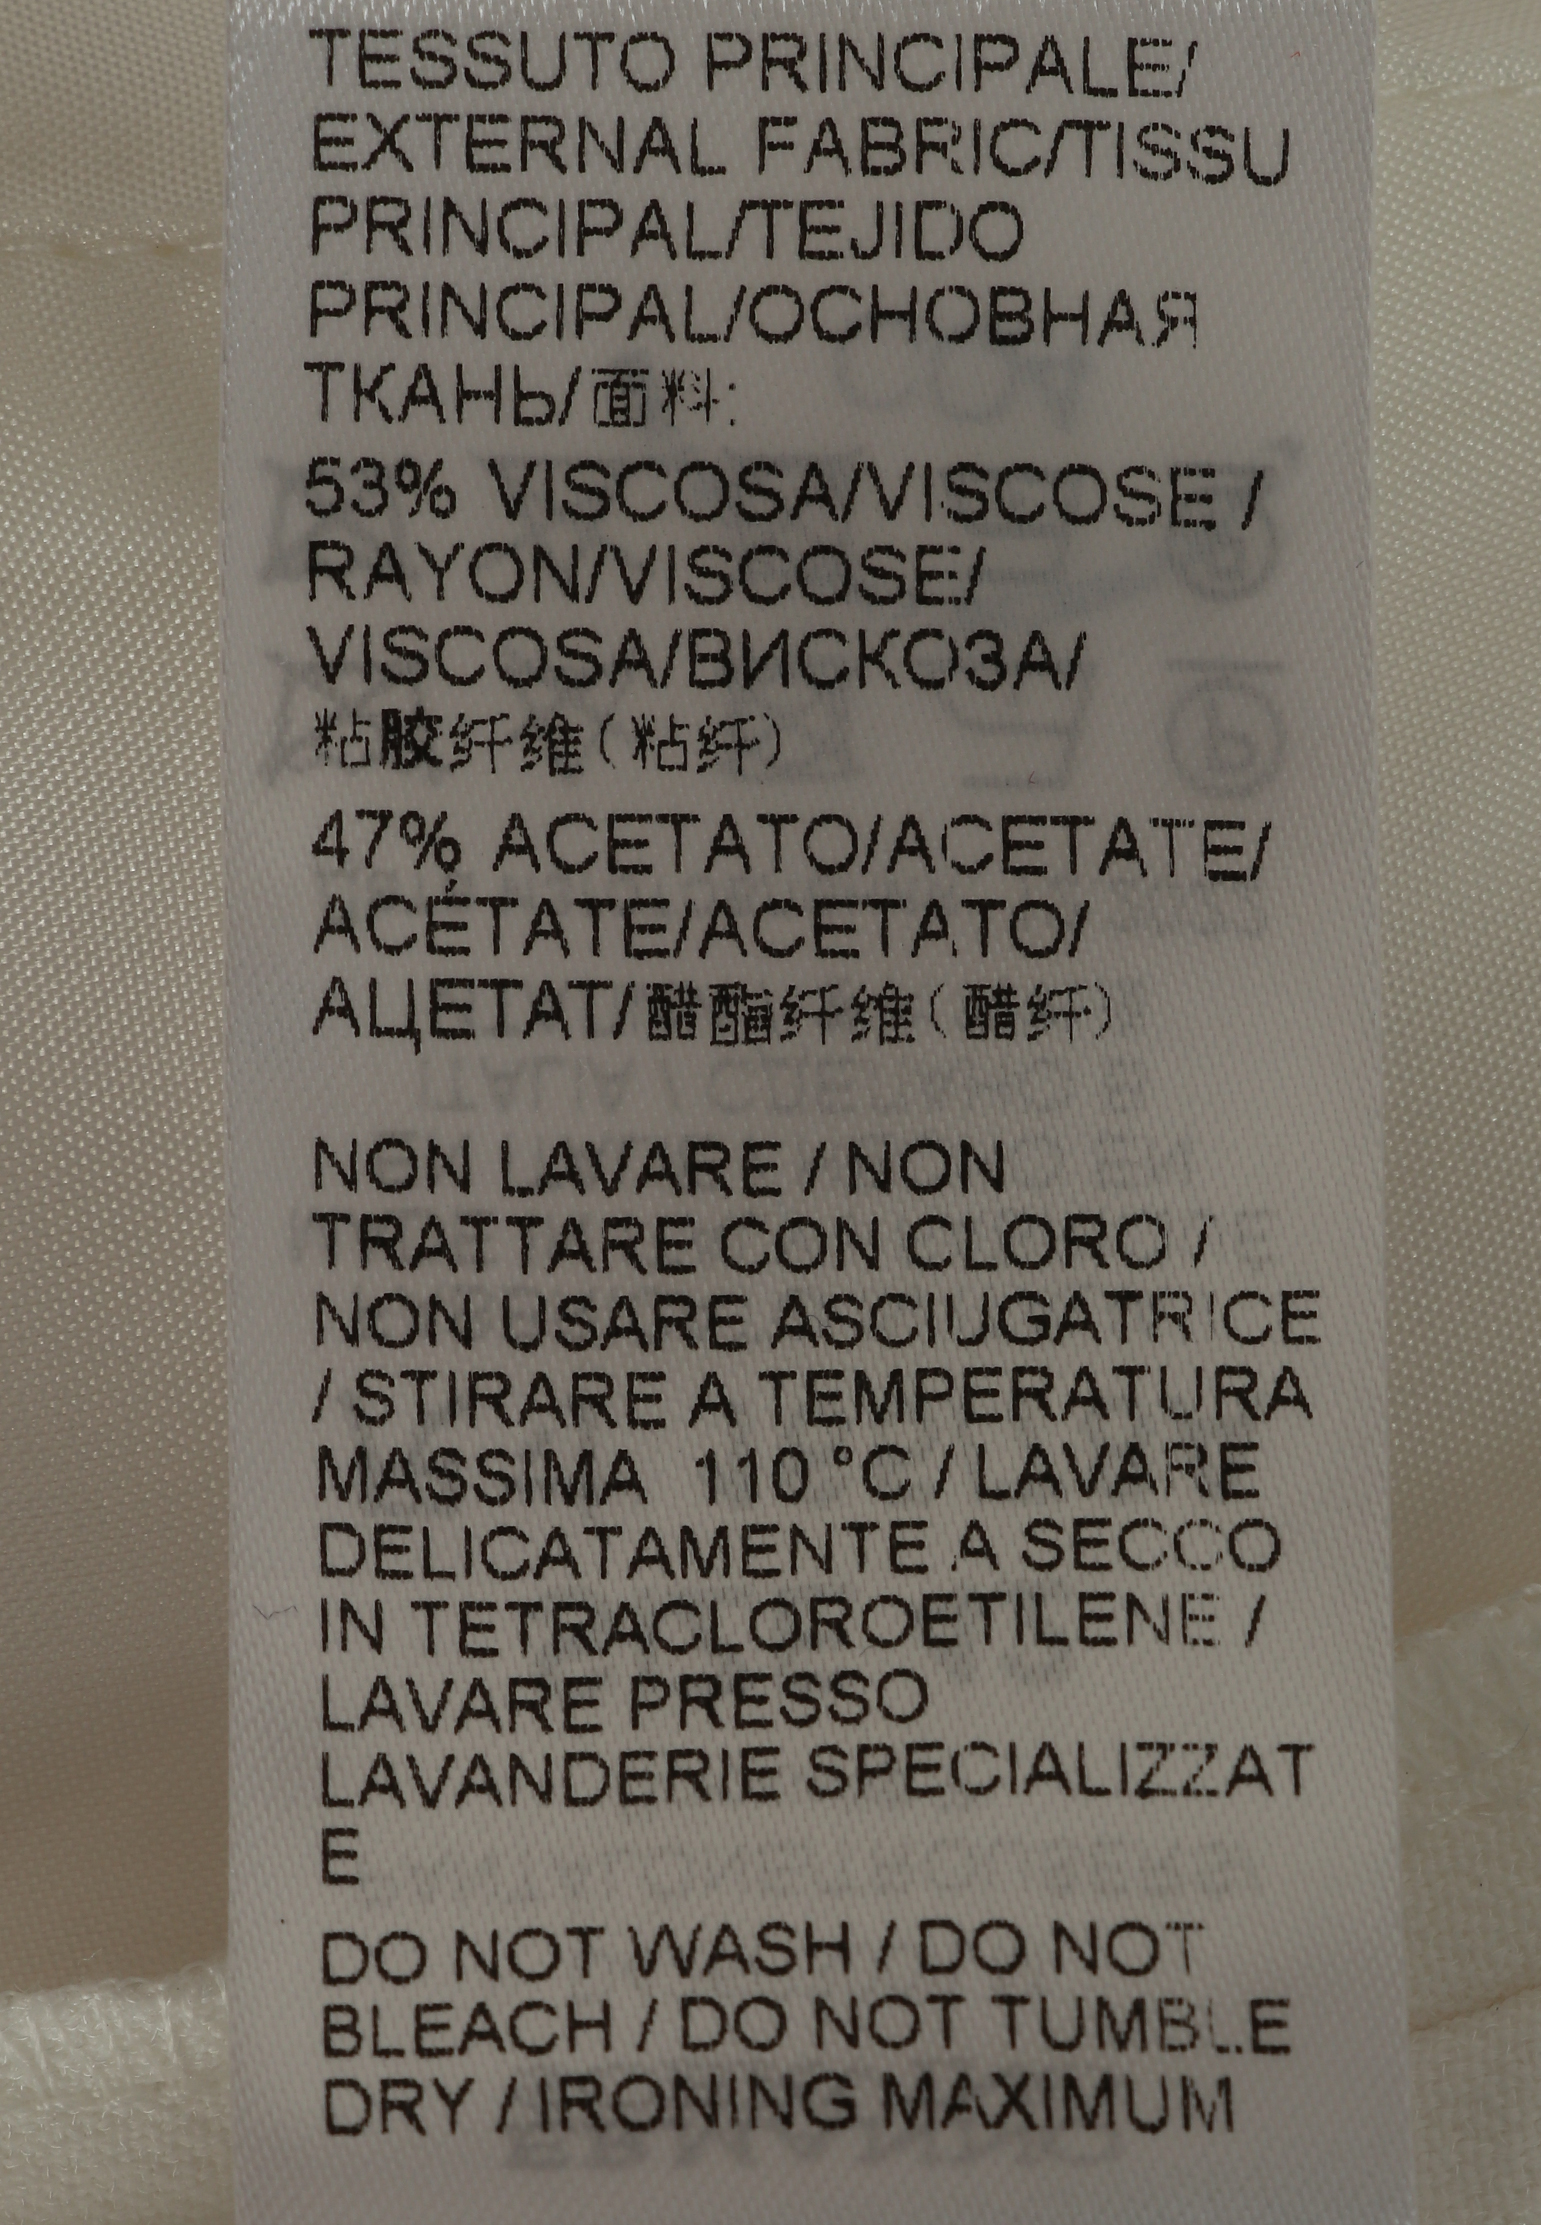 TESSUTO PRINCIPALE/
EXTERNAL FABRIC/TISSU
PRINCIPAL/TEJIDO
PRINCIPAL/ОСНОВНАЯ
ТКАНЬ/面料:
53% VISCOSA/VISCOSE /
RAYON/VISCOSE/
VISCOSA/ВИСКОЗА/
粘胶纤维(粘纤)
47% ACETATO/ACETATE/
ACÉTATE/ACETATO/
АЦЕТАТ/醋酯纤维(醋纤)
NON LAVARE / NON
TRATTARE CON CLORO /
NON USARE ASCIUGATRICE
/ STIRARE A TEMPERATURA
MASSIMA 110 °C / LAVARE
DELICATAMENTE A SECCO
IN TETRACLOROETILENE /
LAVARE PRESSO
LAVANDERIE SPECIALIZZAT
E
DO NOT WASH / DO NOT
BLEACH / DO NOT TUMBLE
DRY / IRONING MAXIMUM